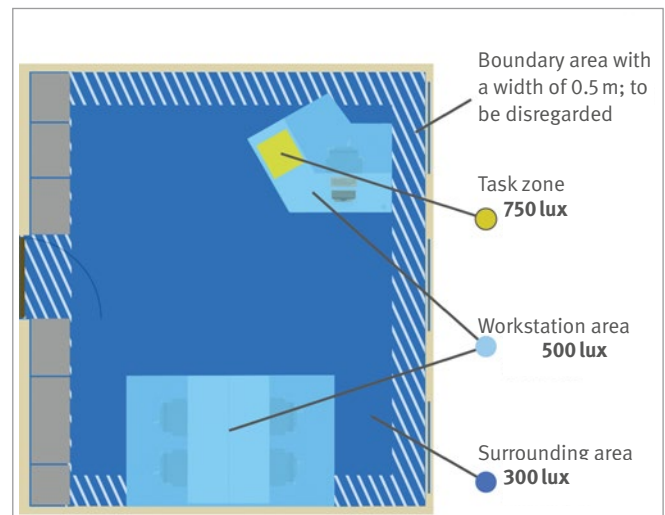 Boundary area with
a width of 0.5 m; to
be disregarded
Task zone
750 lux
Workstation area
500 lux
Surrounding area
300 lux